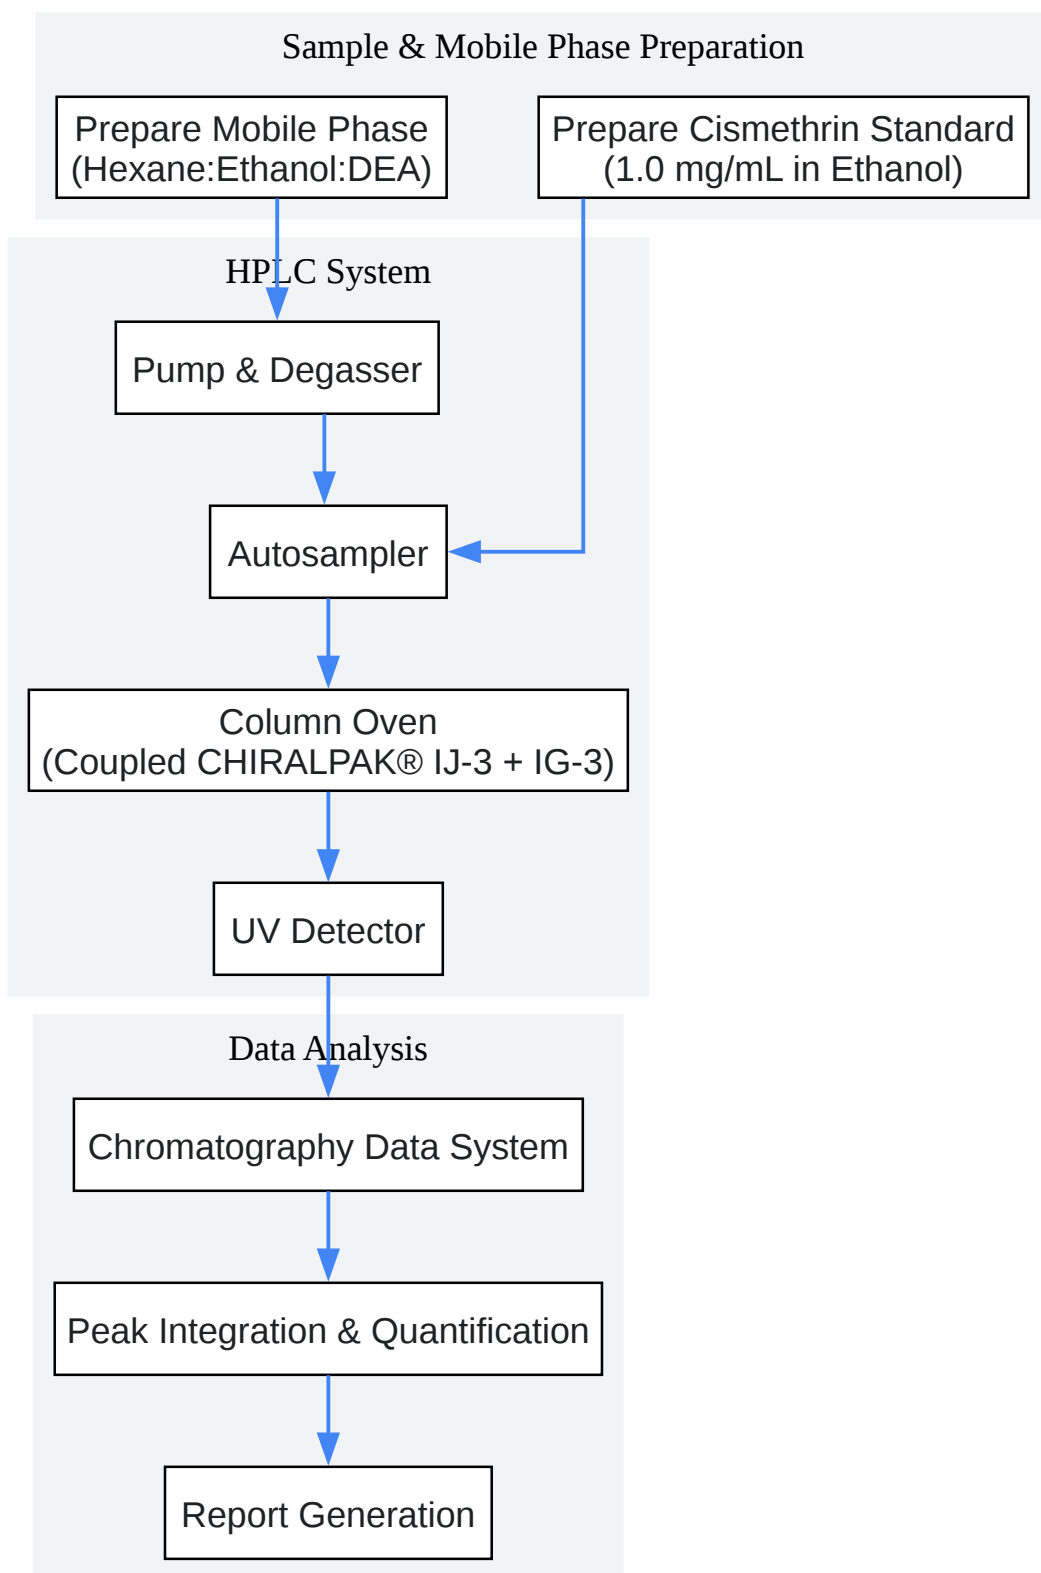 Sample & Mobile Phase Preparation
Prepare Mobile Phase
(Hexane:Ethanol:DEA)
Prepare Cismethrin Standard
(1.0 mg/mL in Ethanol)
HPLC System
Pump & Degasser
Autosampler
Column Oven
(Coupled CHIRALPAK® IJ-3 + IG-3)
UV Detector
Data Analysis
Chromatography Data System
Peak Integration & Quantification
Report Generation